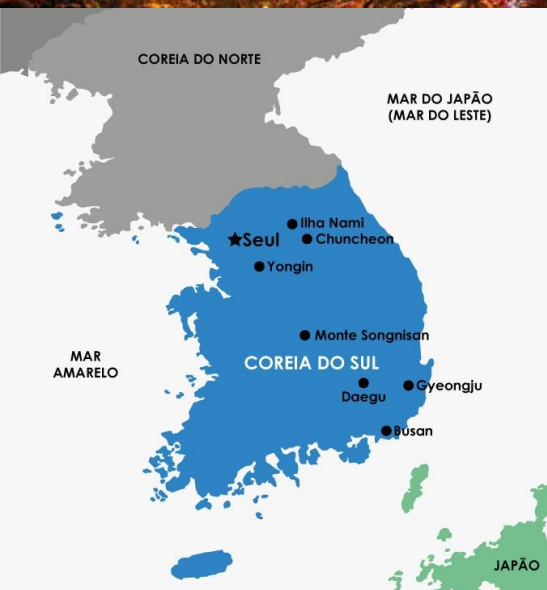 COREIA DO NORTE
MAR DO JAPÃO
(MAR DO LESTE)
Ilha Nami
Seul
Chuncheon
Yongin
Monte Songnisan
MAR
AMARELO
COREIA DO SUL
Gyeongju
Daegu
Busan
JAPÃO